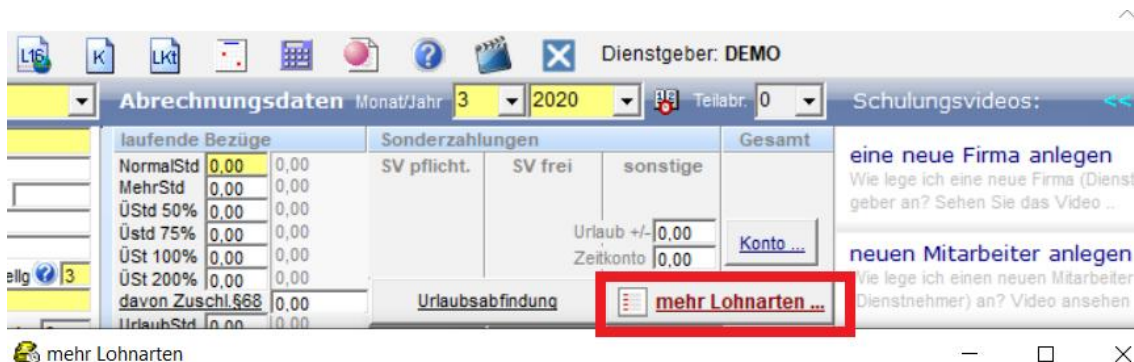 L16 K LKt Dienstgeber: DEMO
Abrechnungsdaten Monat/Jahr 3 2020 Teilabr. 0 Schulungsvideos: <<
laufende Bezüge Sonderzahlungen Gesamt
NormalStd 0,00 0,00 SV pflicht. SV frei sonstige
MehrStd 0,00 0,00
ÜStd 50% 0,00 0,00
Üstd 75% 0,00 0,00 Urlaub +/- 0,00
ÜSt 100% 0,00 0,00 Zeitkonto 0,00 Konto ...
ellg 3 ÜSt 200% 0,00 0,00
davon Zuschl.§68 0,00 Urlaubsabfindung mehr Lohnarten ...
UrlaubStd 0,00 0,00
eine neue Firma anlegen
Wie lege ich eine neue Firma (Dienst
geber an? Sehen Sie das Video ..
neuen Mitarbeiter anlegen
Wie lege ich einen neuen Mitarbeiter
(Dienstnehmer) an? Video ansehen
mehr Lohnarten